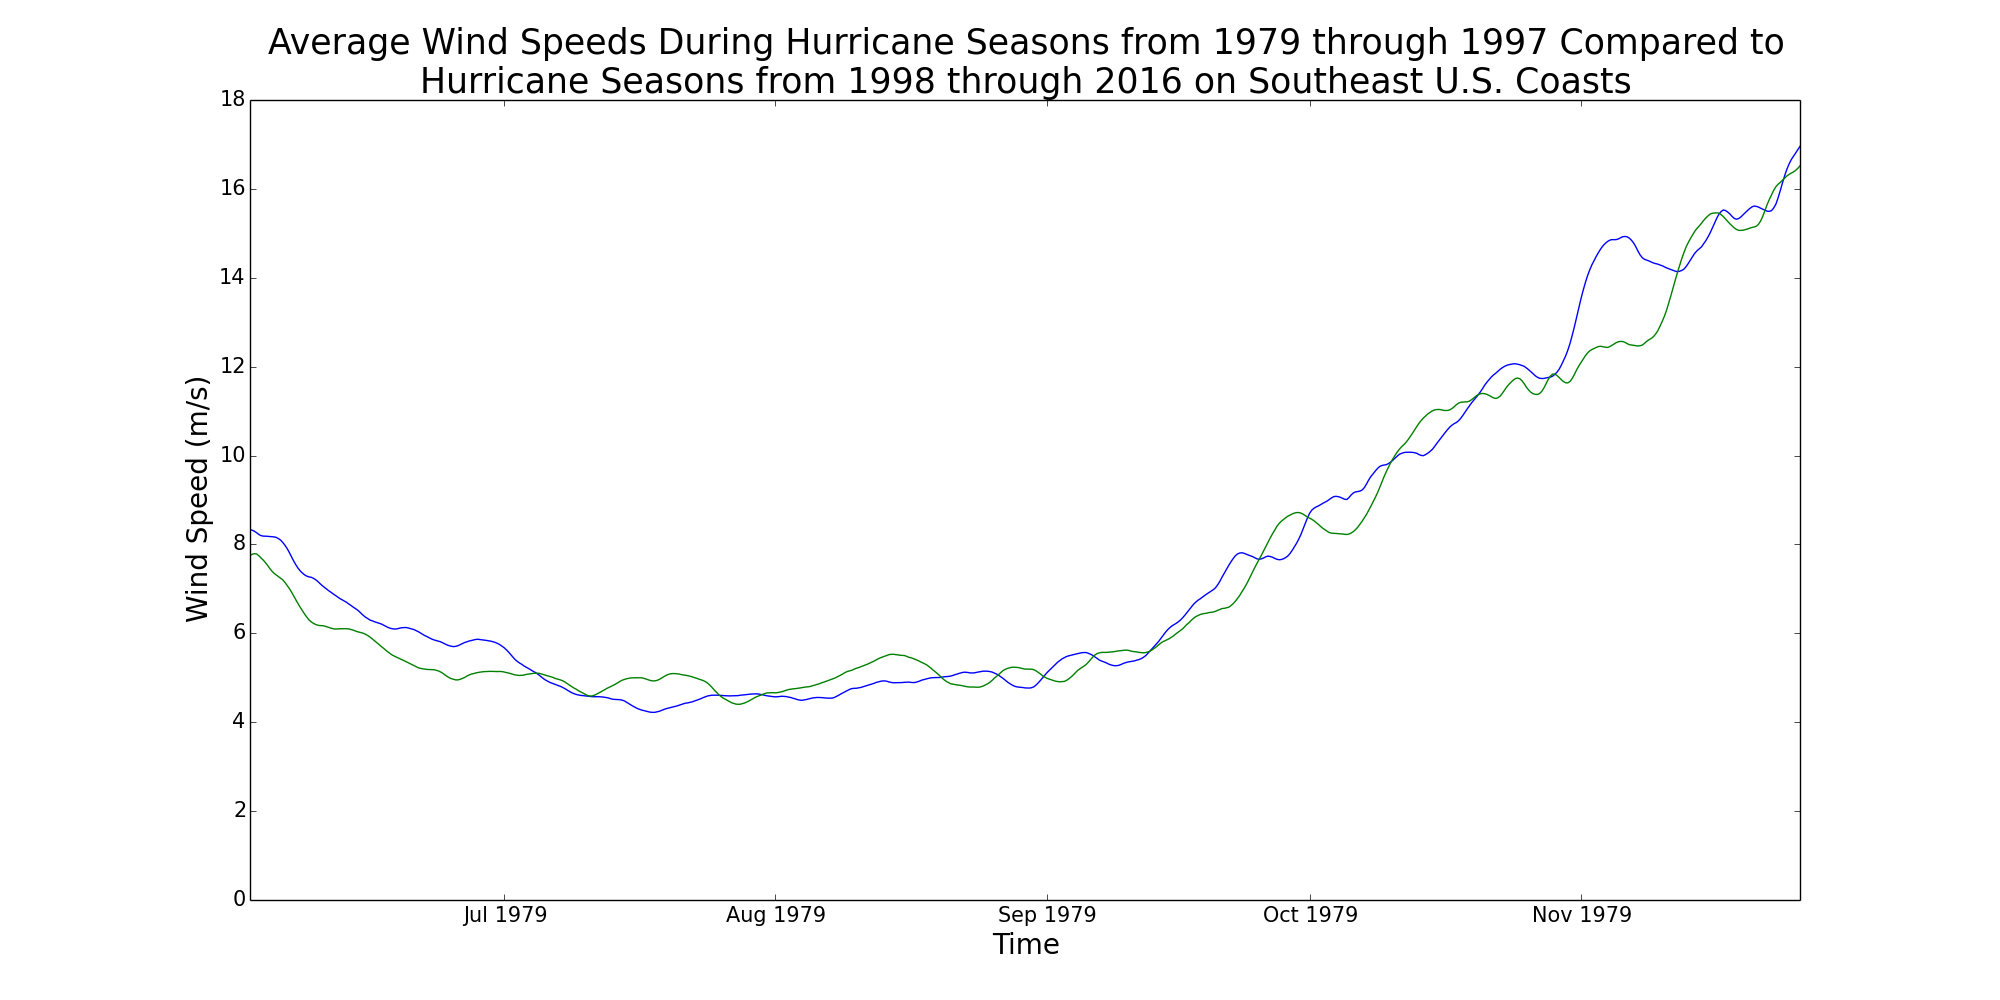 Average Wind Speeds During Hurricane Seasons from 1979 through 1997 Compared to
Hurricane Seasons from 1998 through 2016 on Southeast U.S. Coasts
18
16
14
12
10
8
6
4
2
0
Wind Speed (m/s)
Jul 1979
Aug 1979
Sep 1979
Oct 1979
Nov 1979
Time